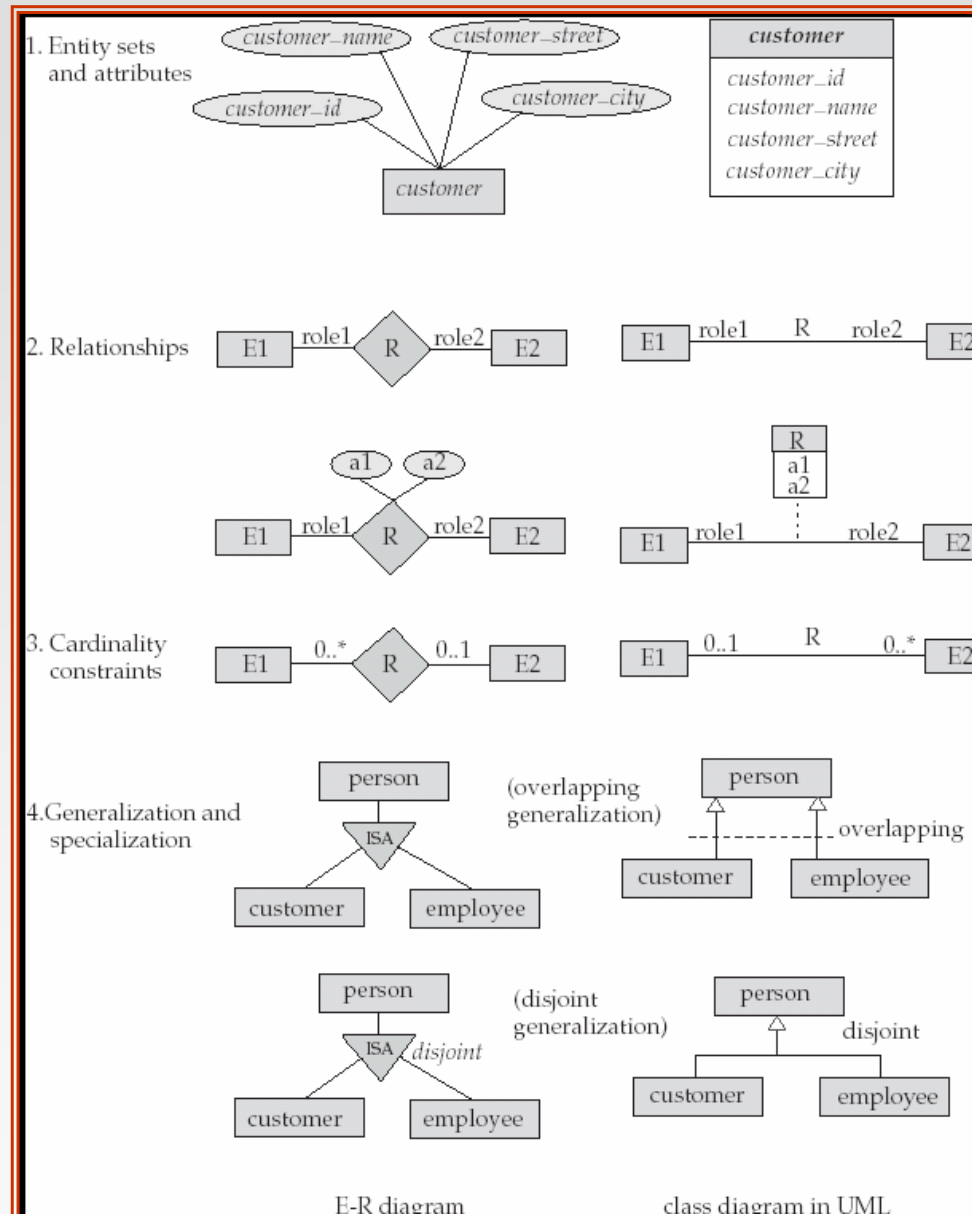 1. Entity sets
and attributes
customer_name
customer_street
customer_id
customer_city
customer
customer
customer_id
customer_name
customer_street
customer_city
2. Relationships
E1 role1 R role2 E2
E1 role1 R role2 E2
a1 a2
E1 role1 R role2 E2
R
a1
a2
E1 role1 role2 E2
3. Cardinality
constraints
E1 0..* R 0..1 E2
E1 0..1 R 0..* E2
4.Generalization and
specialization
person
ISA
customer employee
(overlapping
generalization)
person
overlapping
customer employee
person
ISA disjoint
customer employee
(disjoint
generalization)
person
disjoint
customer employee
E-R diagram class diagram in UML